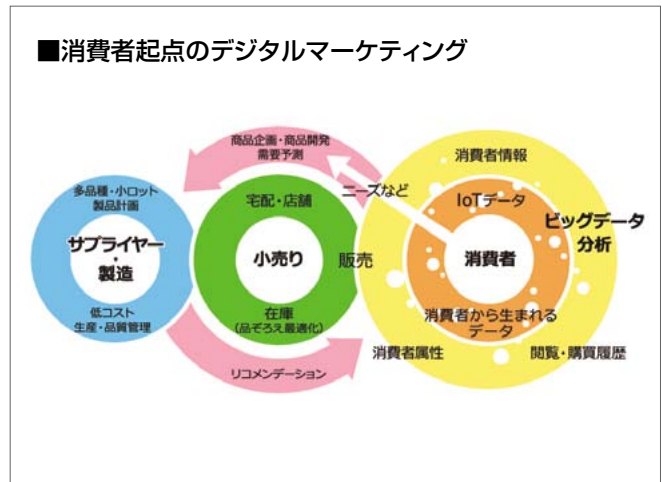 ■消費者起点のデジタルマーケティング
商品企画・商品開発
需要予測
多品種・小ロット
製品計画
サプライヤー
・
製造
低コスト
生産・品質管理
宅配・店舗
小売り
在庫
(品ぞろえ最適化)
リコメンデーション
ニーズなど
販売
消費者情報
IoTデータ
ビッグデータ
分析
消費者
消費者から生まれる
データ
消費者属性
閲覧・購買履歴